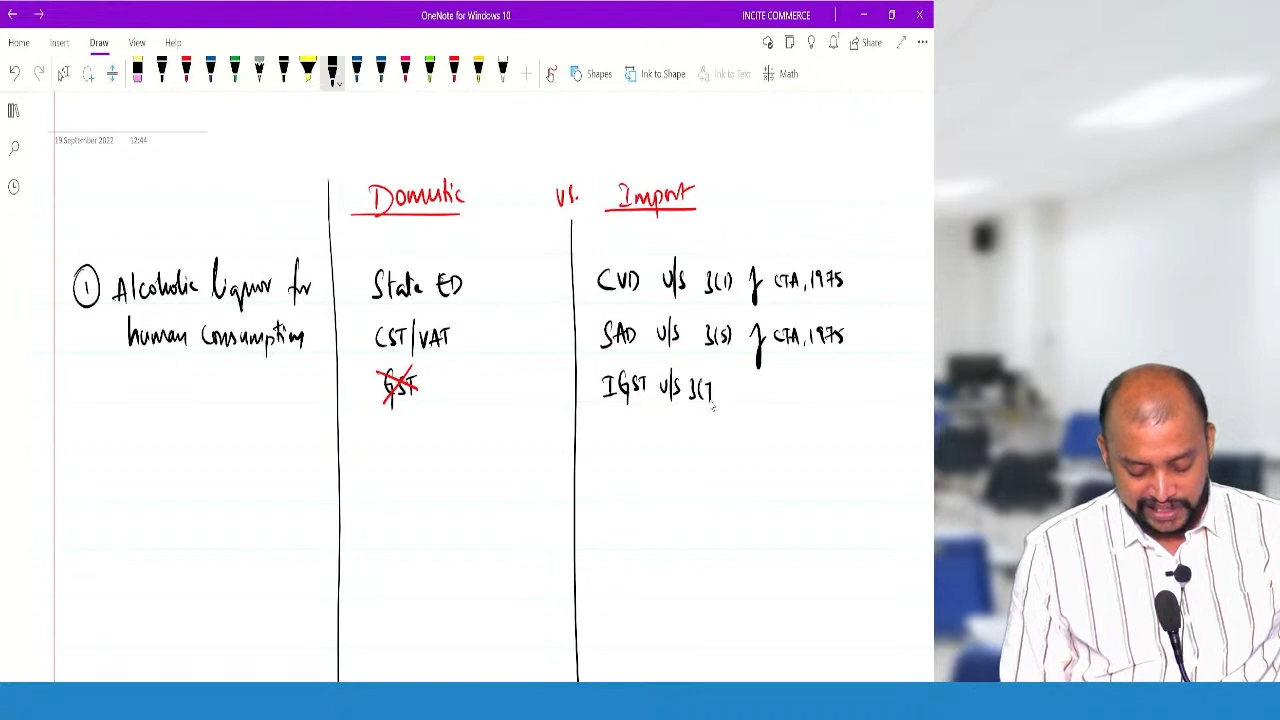 OneNote for Windows 10
INCITE COMMERCE
Home Insert Draw View Help
Share
Shapes
Ink to Shape
Ink to Text
Math
19 September 2022 12:44
Domestic vs. Import
① Alcoholic liquor for State ED CVD u/s 3(1) of CTA, 1975
human consumption CST/VAT SAD u/s 3(5) of CTA, 1975
GST IGST u/s 3(7